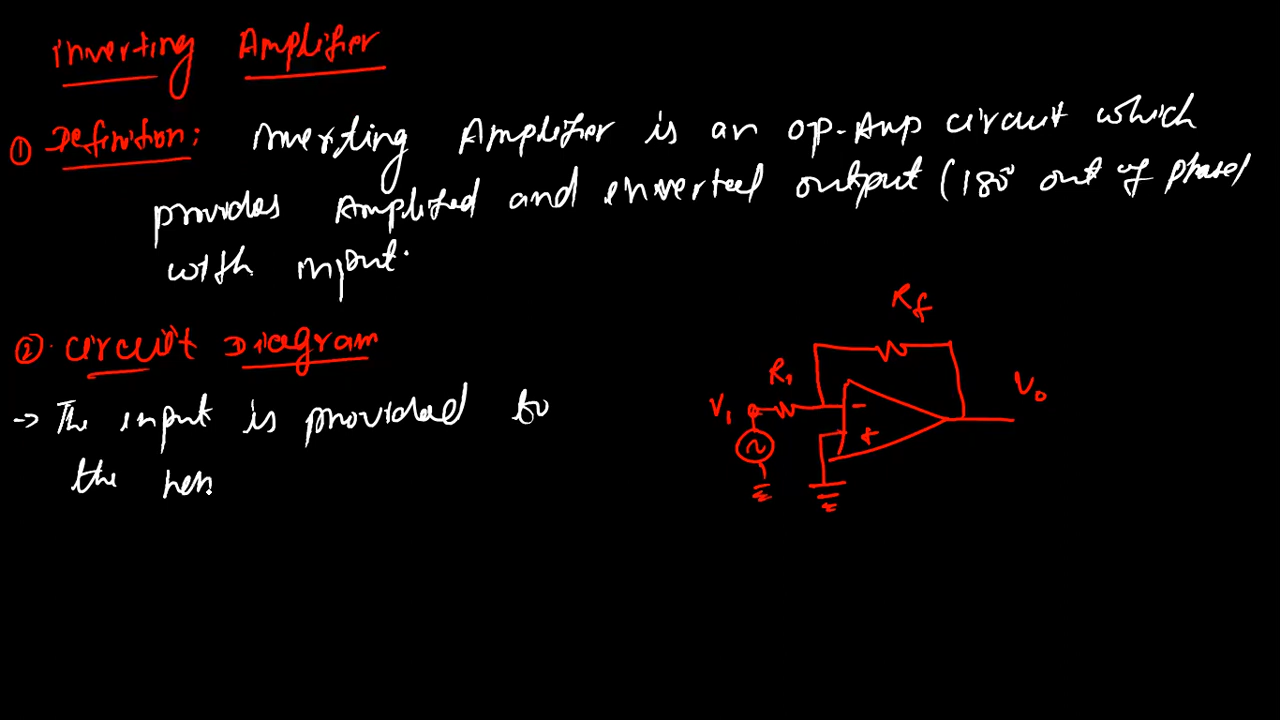 Inverting Amplifier
① Definition: Inverting Amplifier is an op-Amp circuit which
provides Amplified and inverted output (180° out of phase)
with input.
② Circuit Diagram
→ The input is provided to
the
Rf
R1
V1
Vo
-
+